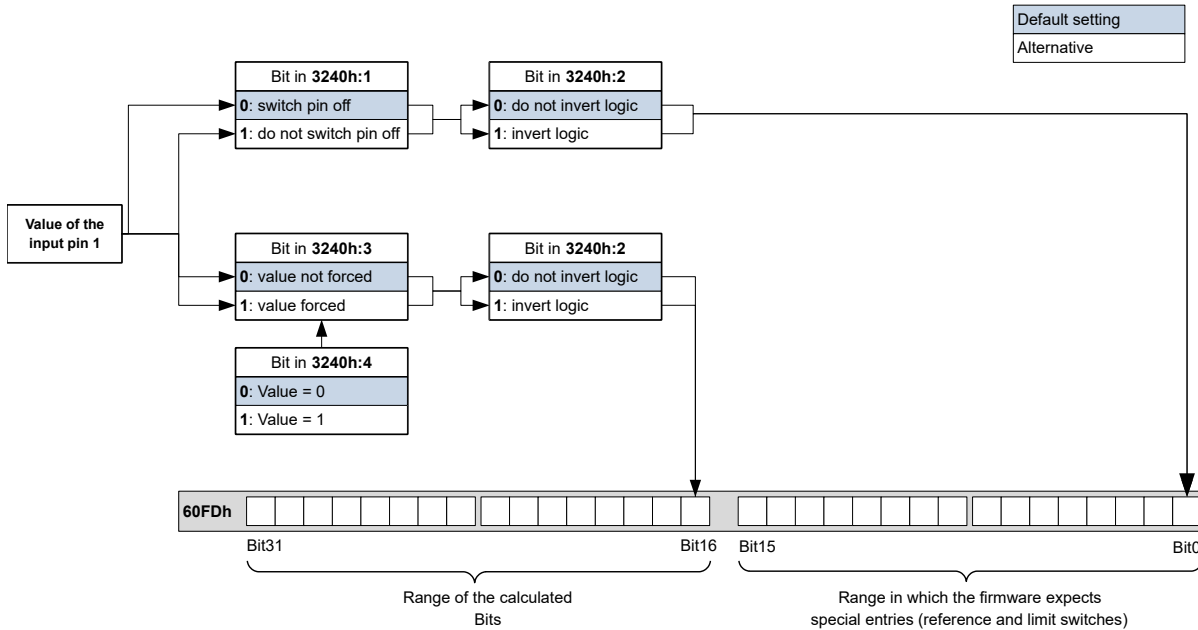 Default setting
Alternative
Bit in 3240h:1
0: switch pin off
1: do not switch pin off
Bit in 3240h:2
0: do not invert logic
1: invert logic
Value of the
input pin 1
Bit in 3240h:3
0: value not forced
1: value forced
Bit in 3240h:2
0: do not invert logic
1: invert logic
Bit in 3240h:4
0: Value = 0
1: Value = 1
60FDh
Bit31
Bit16
Bit15
Bit0
Range of the calculated
Bits
Range in which the firmware expects
special entries (reference and limit switches)